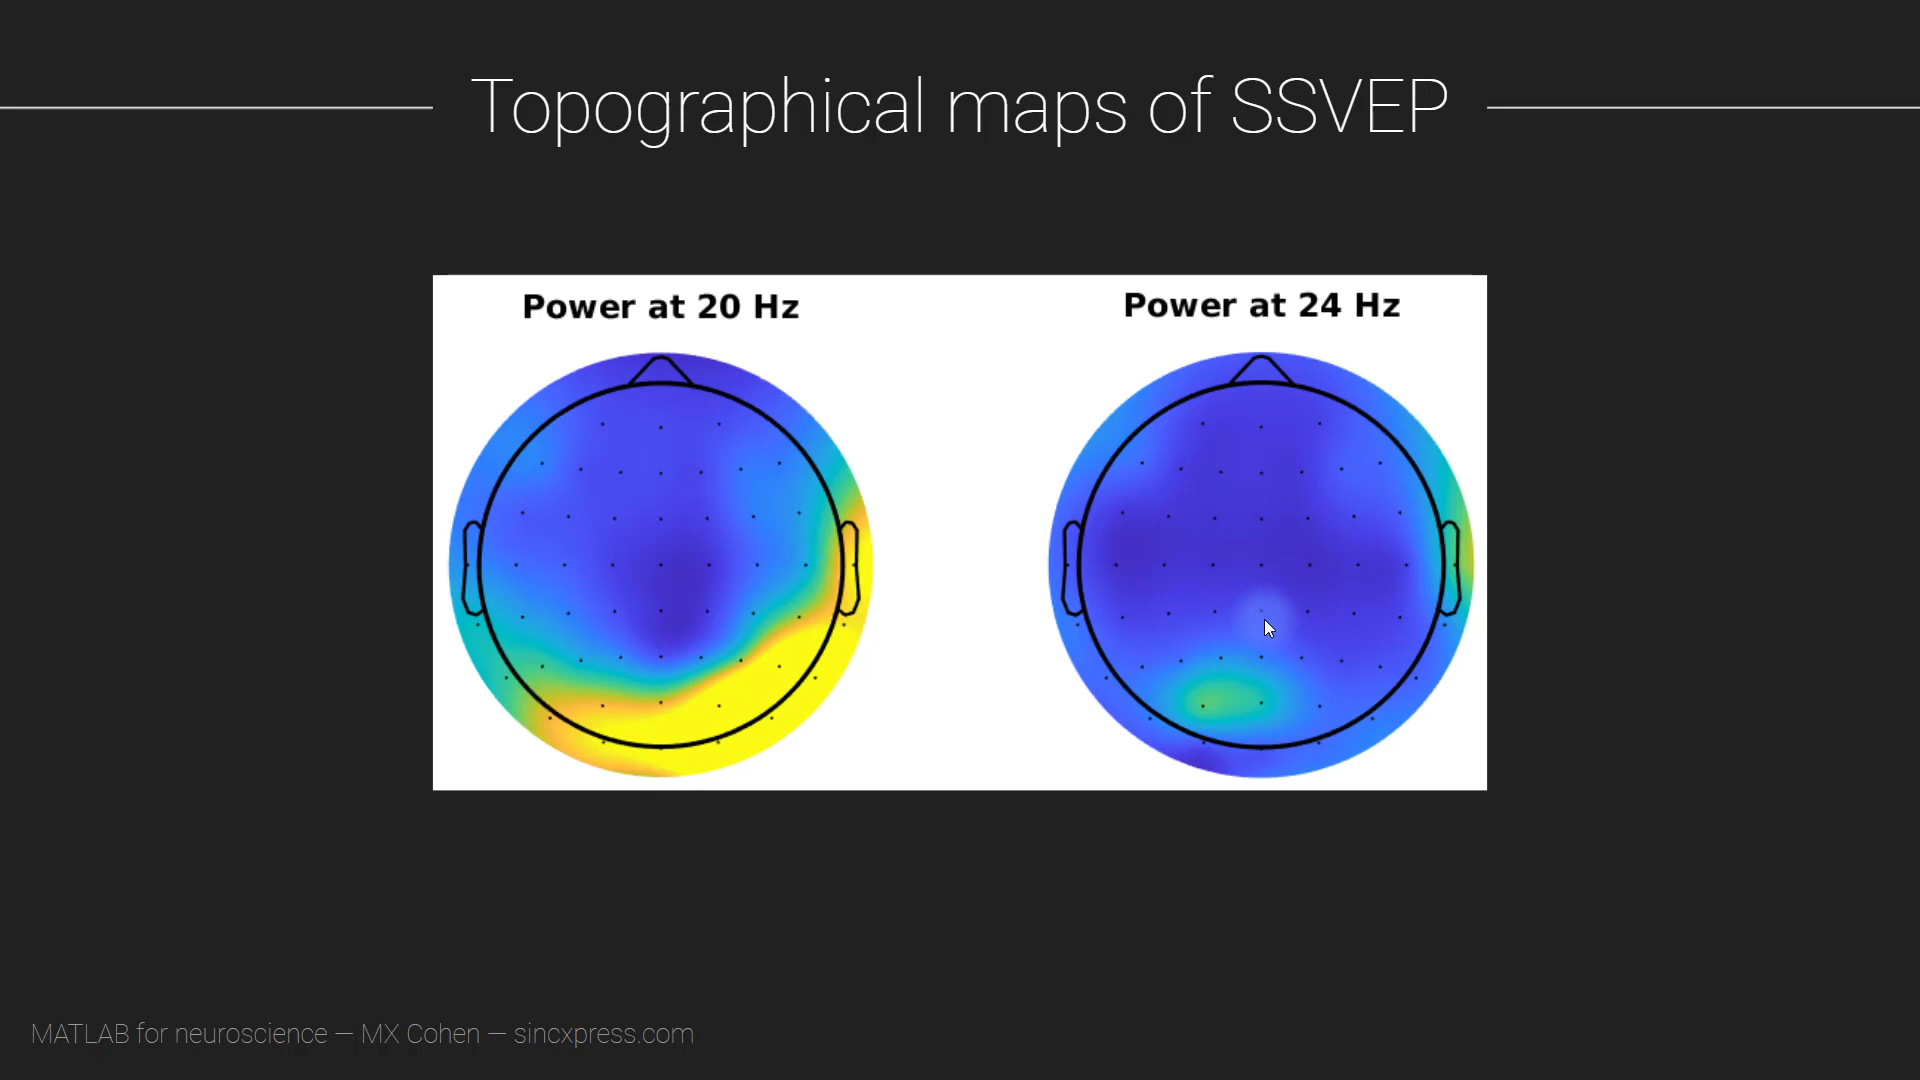 Topographical maps of SSVEP
Power at 20 Hz
Power at 24 Hz
MATLAB for neuroscience — MX Cohen — sincxpress.com